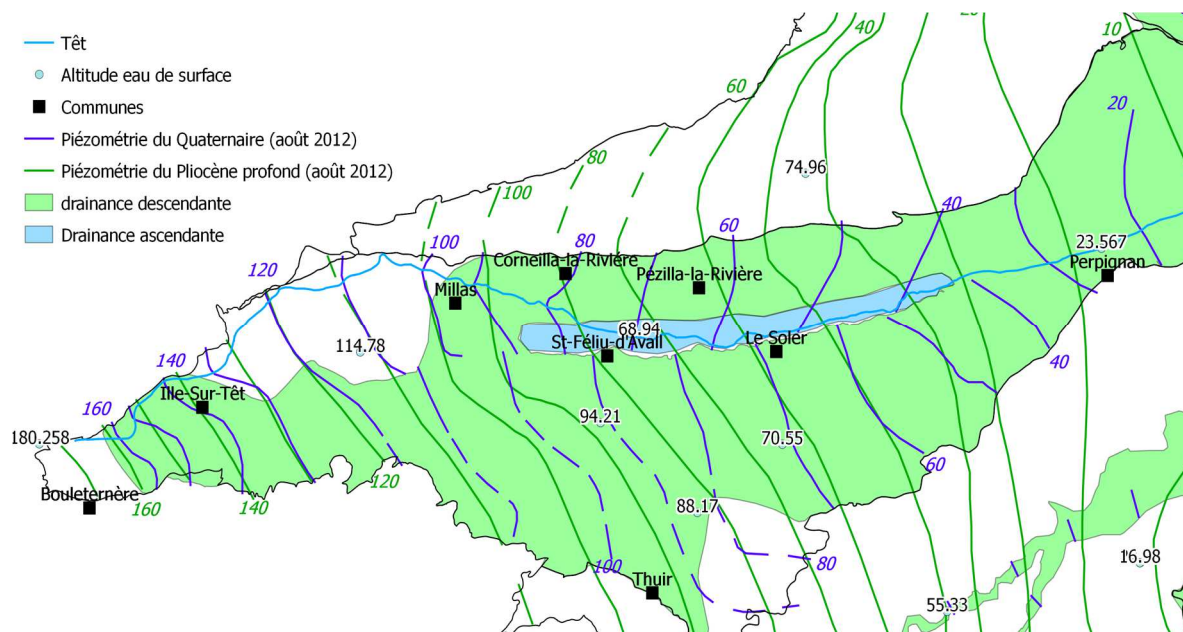 Têt
Altitude eau de surface
Communes
Piézométrie du Quaternaire (août 2012)
Piézométrie du Pliocène profond (août 2012)
drainance descendante
Drainance ascendante
20
40
10
60
20
80
74.96
100
40
60
100
80
23.567
Perpignan
120
Corneilla-la-Rivière
Pézilla-la-Rivière
Millas
68.94
St-Féliu-d'Avall
Le Soler
114.78
140
40
Ille-Sur-Têt
160
94.21
180.258
70.55
60
120
Bouleternère
160
140
88.17
80
100
Thuir
16.98
55.33